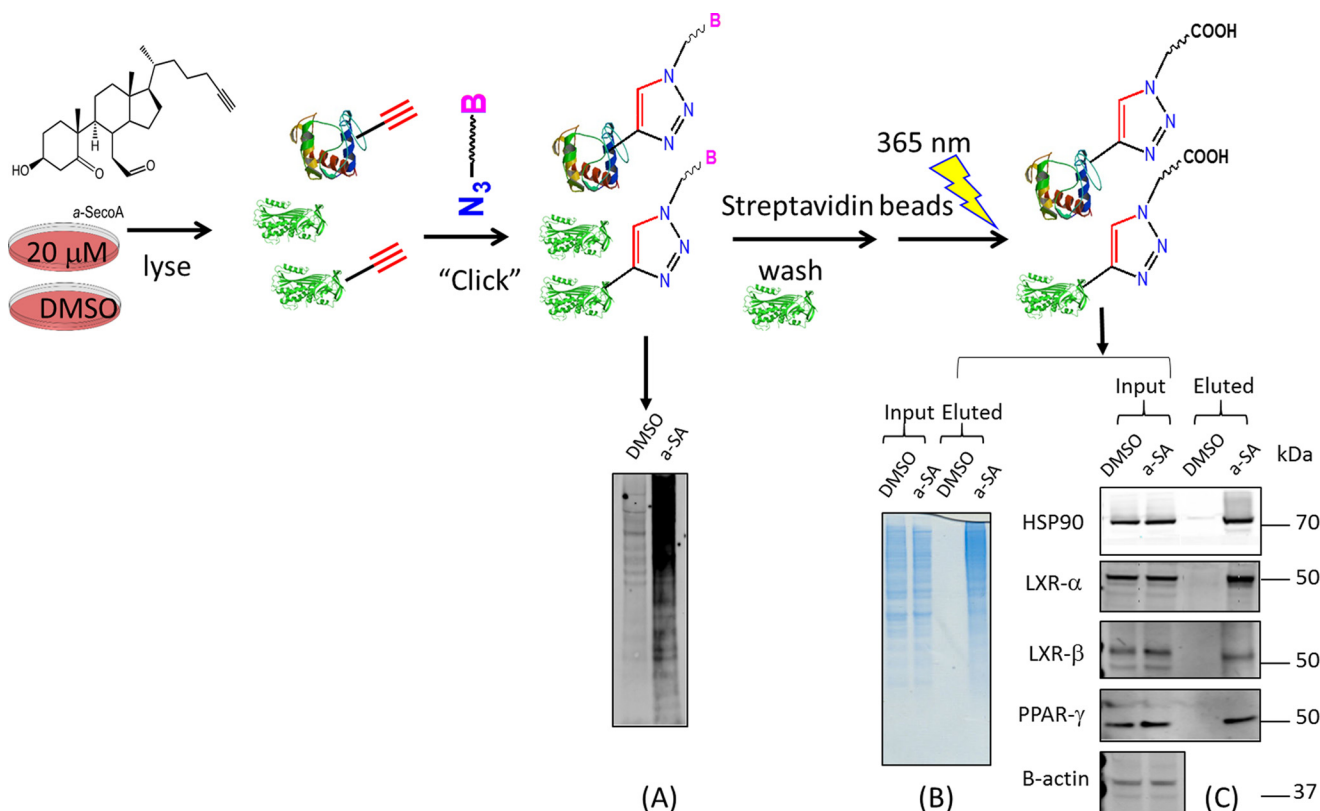 HO
O
H
O
a-SecoA
20 µM
DMSO
lyse
N3
B
“Click”
B
N
N
N
B
N
N
N
Streptavidin beads
wash
365 nm
COOH
N
N
N
COOH
N
N
N
DMSO
a-SA
(A)
Input Eluted
DMSO
a-SA
DMSO
a-SA
(B)
Input Eluted
DMSO
a-SA
DMSO
a-SA
kDa
HSP90
70
LXR-α
50
LXR-β
50
PPAR-γ
50
B-actin
37
(C)